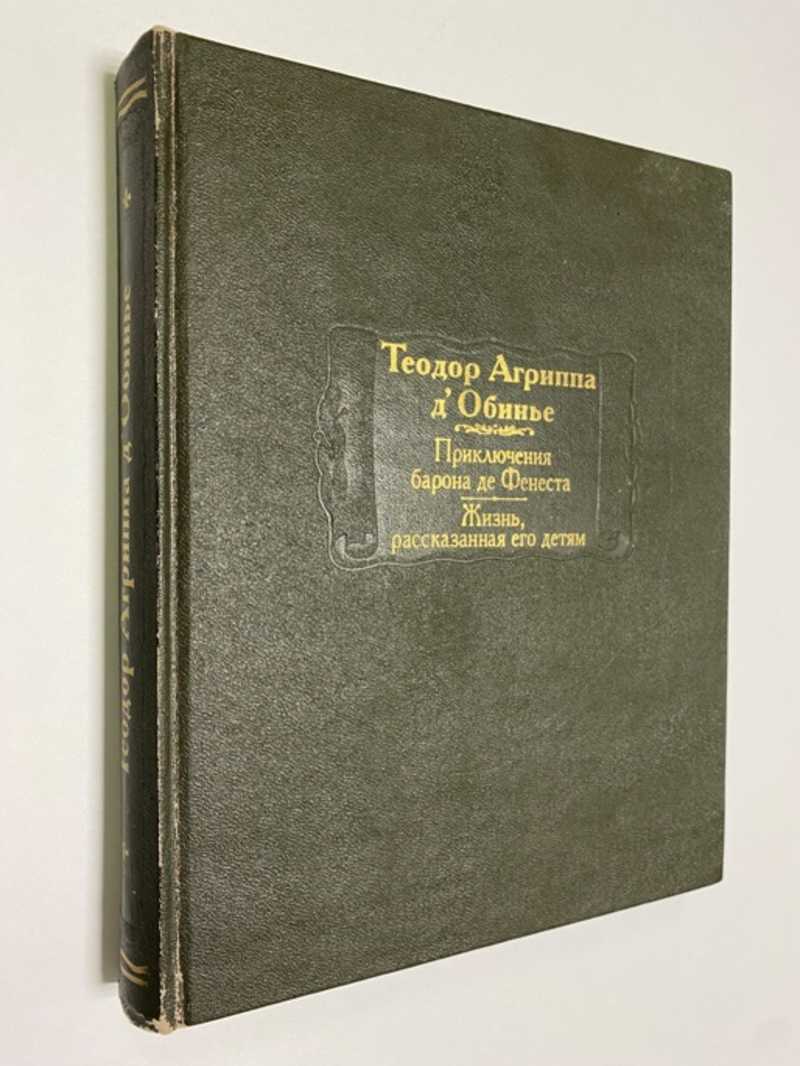 Теодор Агриппа
д'Обинье
Приключения
барона де Фенеста
Жизнь,
рассказанная его детям
Теодор Агриппа д'Обинье